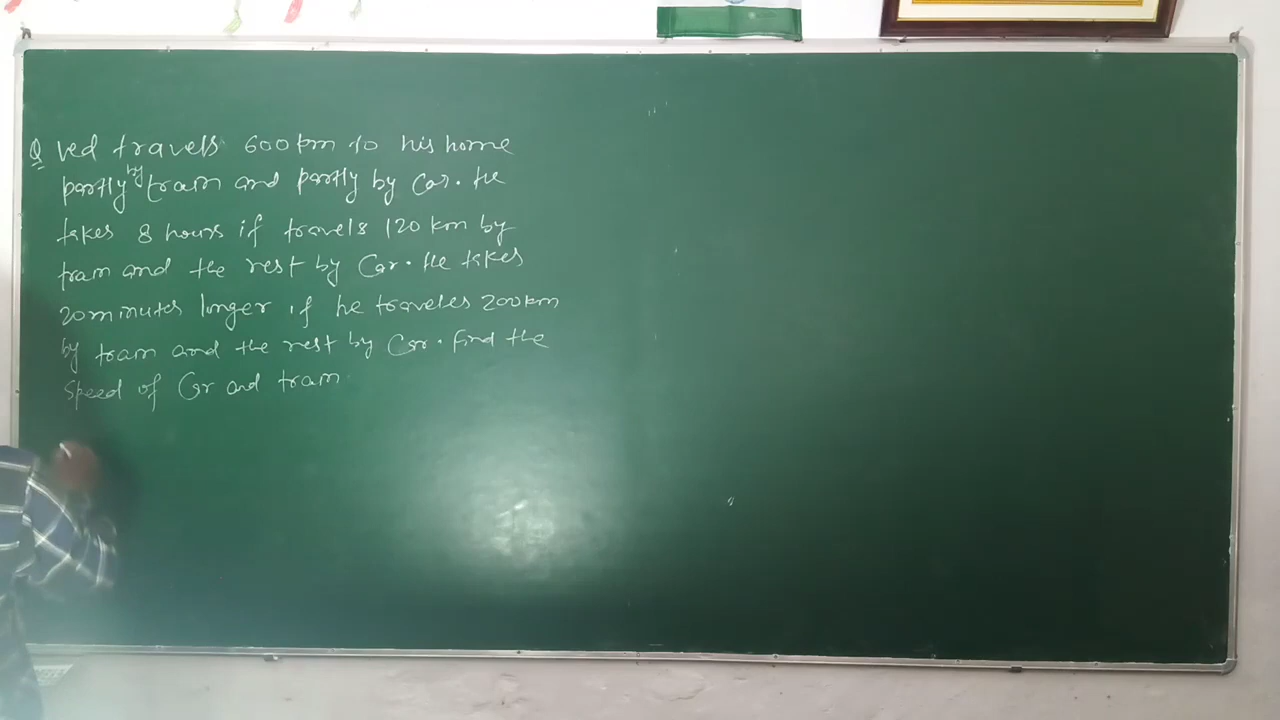 Q Ved travels 600 km to his home
partly by train and partly by Car. He
takes 8 hours if travels 120 km by
train and the rest by Car. He takes
20 minutes longer if he traveles 200 km
by train and the rest by Car. Find the
speed of Car and train